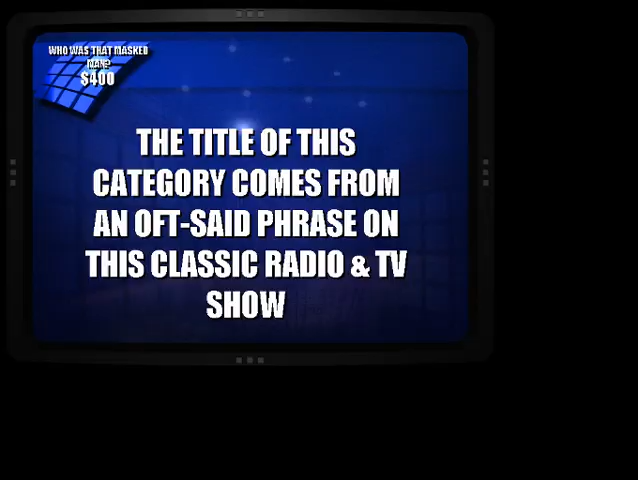 WHO WAS THAT MASKED
MAN?
$400
THE TITLE OF THIS
CATEGORY COMES FROM
AN OFT-SAID PHRASE ON
THIS CLASSIC RADIO & TV
SHOW